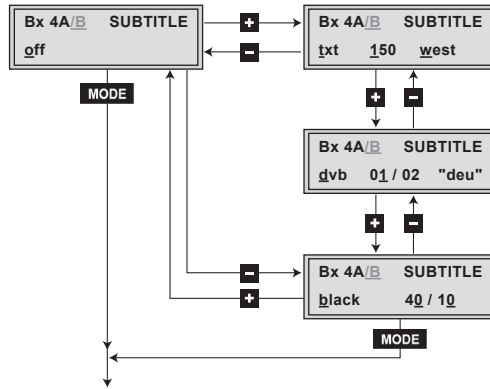 Bx 4A/B SUBTITLE
off
+
-
Bx 4A/B SUBTITLE
txt 150 west
MODE
+ -
Bx 4A/B SUBTITLE
dvb 01 / 02 "deu"
+ -
-
+
Bx 4A/B SUBTITLE
black 40 / 10
MODE